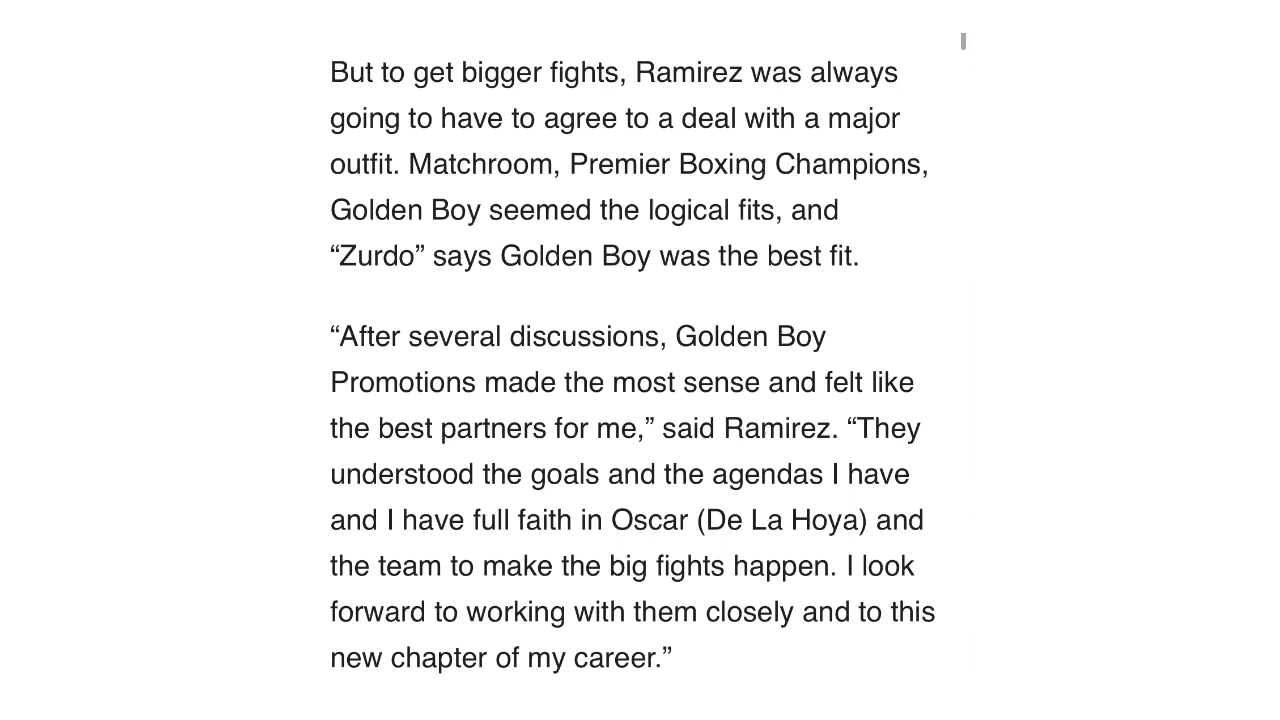 But to get bigger fights, Ramirez was always
going to have to agree to a deal with a major
outfit. Matchroom, Premier Boxing Champions,
Golden Boy seemed the logical fits, and
“Zurdo” says Golden Boy was the best fit.
“After several discussions, Golden Boy
Promotions made the most sense and felt like
the best partners for me,” said Ramirez. “They
understood the goals and the agendas I have
and I have full faith in Oscar (De La Hoya) and
the team to make the big fights happen. I look
forward to working with them closely and to this
new chapter of my career.”